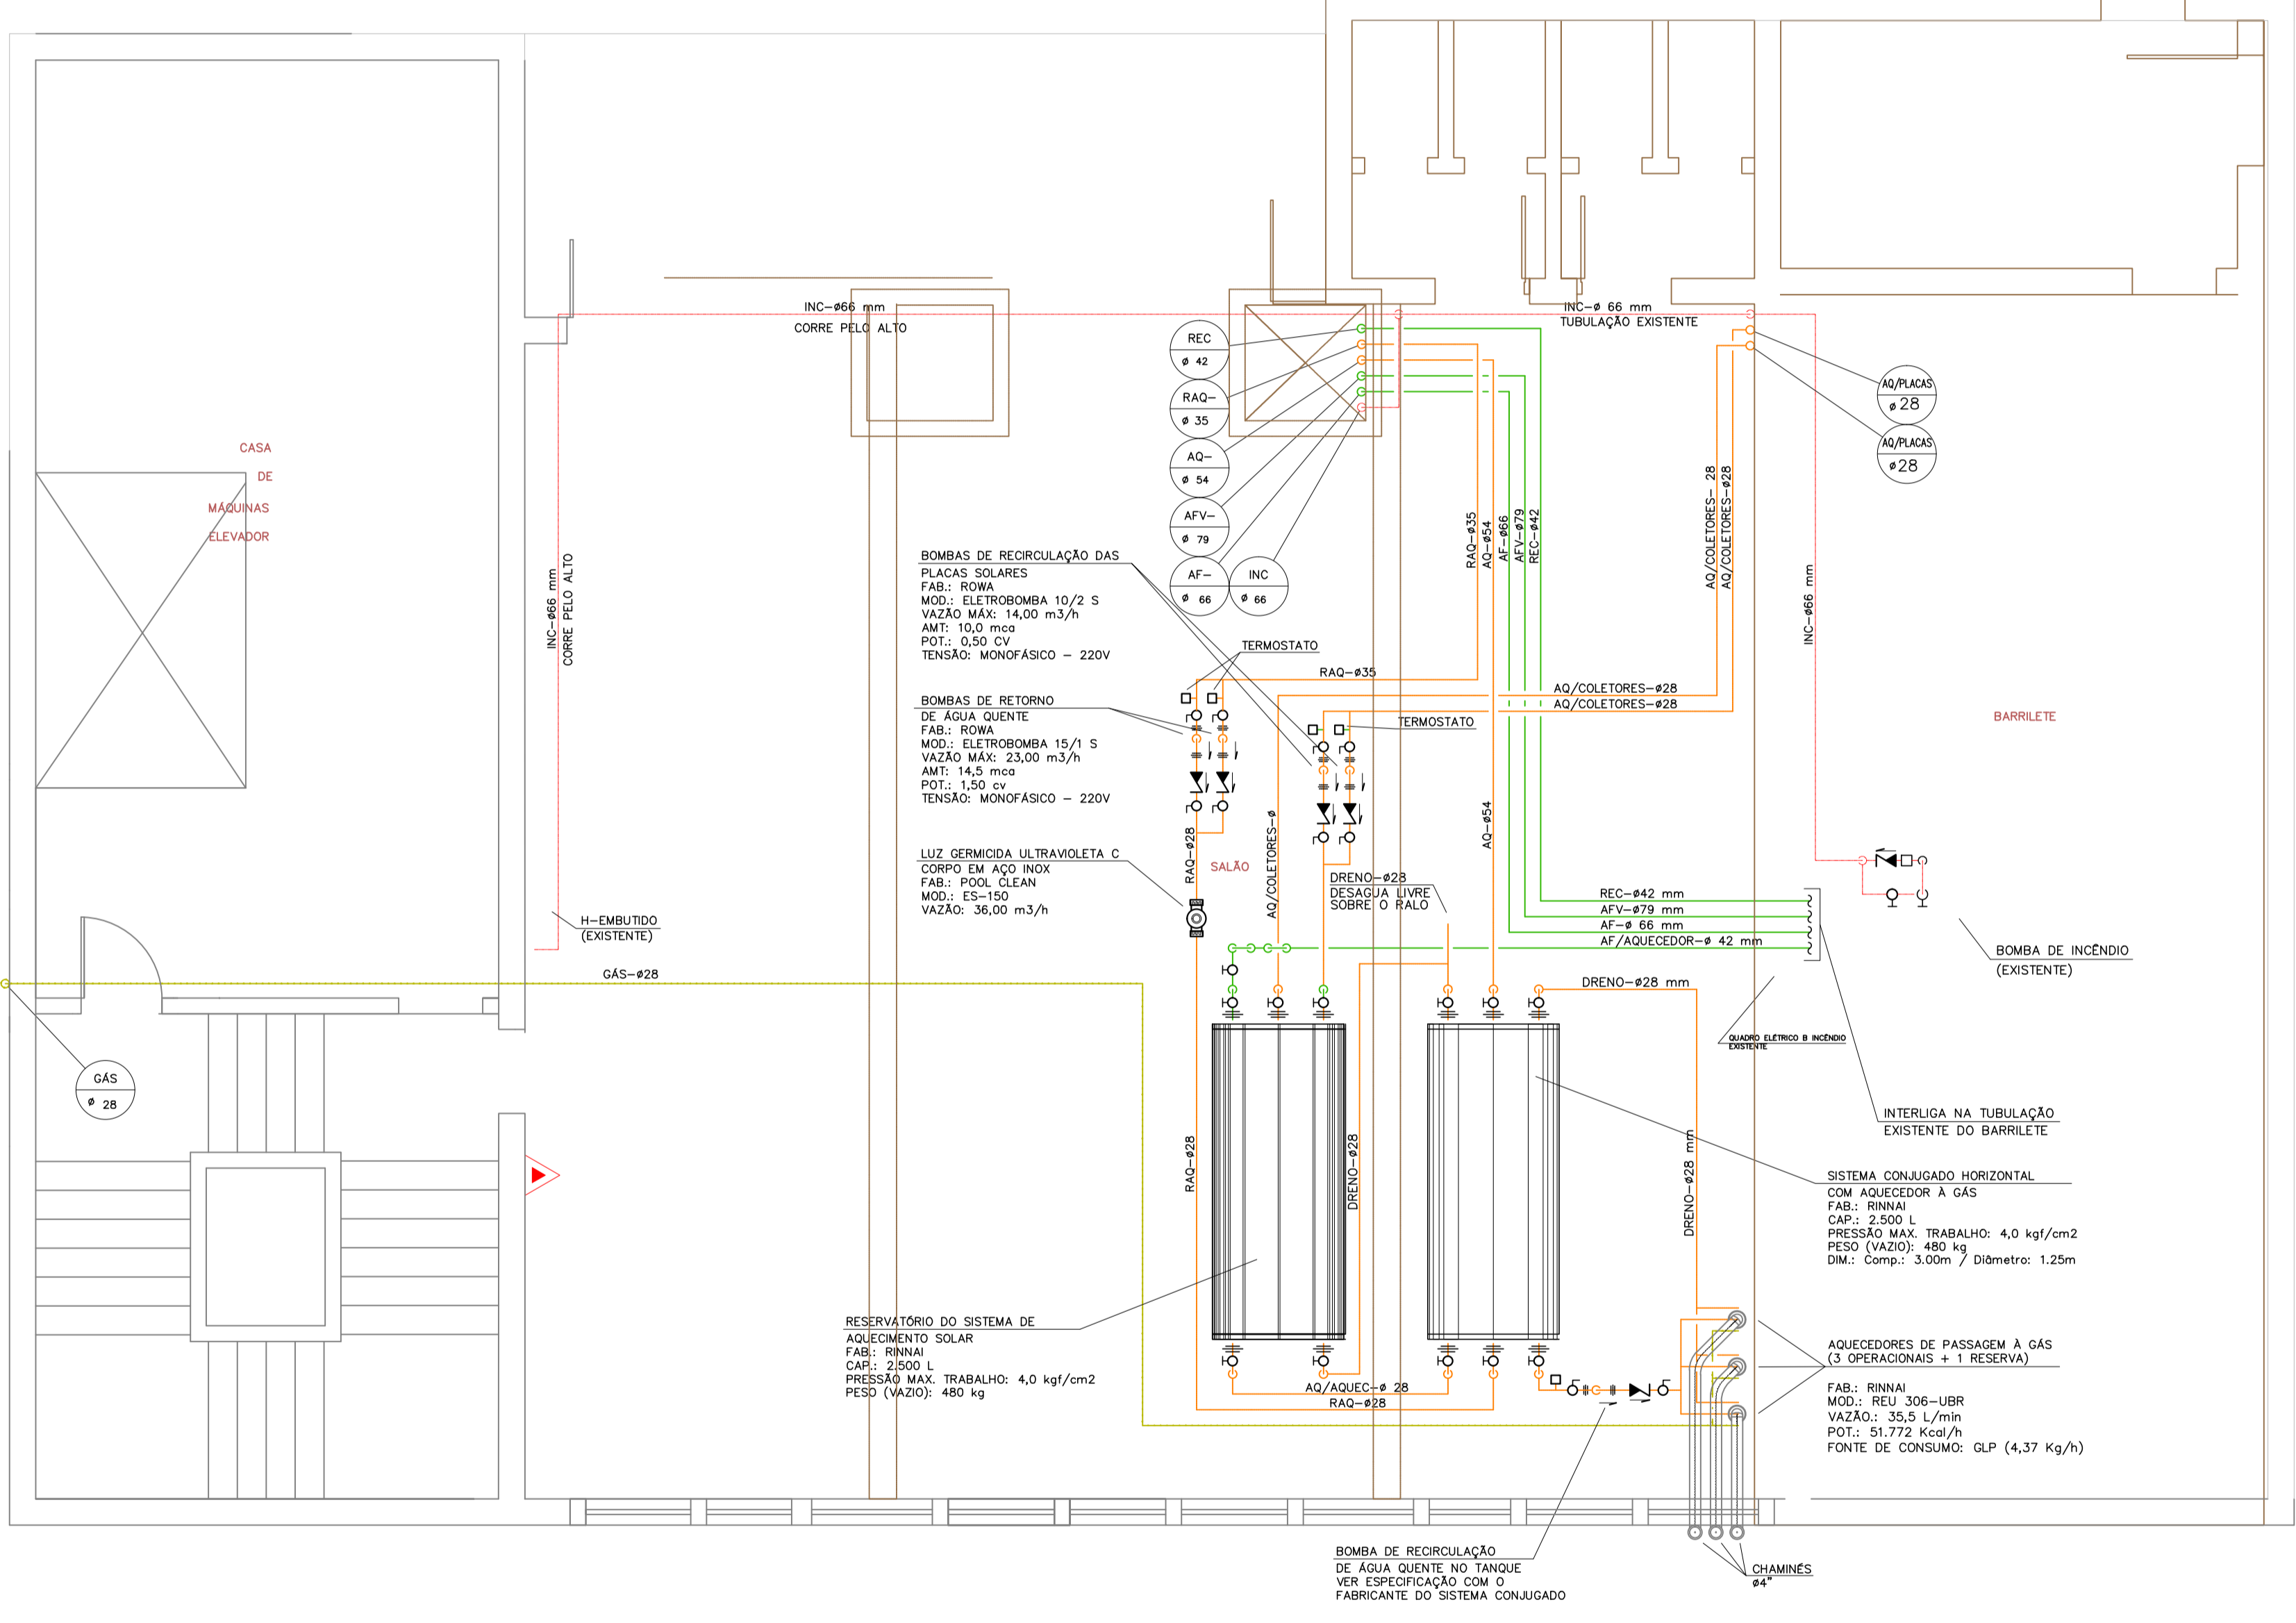 INC-ø66 mm
CORRE PELO ALTO
INC-ø 66 mm
TUBULAÇÃO EXISTENTE
REC
ø 42
RAQ-
ø 35
AQ-
ø 54
AFV-
ø 79
AF-
ø 66
INC
ø 66
AQ/PLACAS
ø 28
AQ/PLACAS
ø 28
CASA
DE
MÁQUINAS
ELEVADOR
INC-ø66 mm
CORRE PELO ALTO
RAQ-ø35
AQ-ø54
AF-ø66
AFV-ø79
REC-ø42
AQ/COLETORES- 28
AQ/COLETORES-ø28
INC-ø66 mm
BOMBAS DE RECIRCULAÇÃO DAS
PLACAS SOLARES
FAB.: ROWA
MOD.: ELETROBOMBA 10/2 S
VAZÃO MÁX: 14,00 m3/h
AMT: 10,0 mca
POT.: 0,50 CV
TENSÃO: MONOFÁSICO - 220V
TERMOSTATO
RAQ-ø35
AQ/COLETORES-ø28
AQ/COLETORES-ø28
TERMOSTATO
BARRILETE
BOMBAS DE RETORNO
DE ÁGUA QUENTE
FAB.: ROWA
MOD.: ELETROBOMBA 15/1 S
VAZÃO MÁX: 23,00 m3/h
AMT: 14,5 mca
POT.: 1,50 cv
TENSÃO: MONOFÁSICO - 220V
LUZ GERMICIDA ULTRAVIOLETA C
CORPO EM AÇO INOX
FAB.: POOL CLEAN
MOD.: ES-150
VAZÃO: 36,00 m3/h
RAQ-ø28
SALÃO
AQ/COLETORES-ø
AQ-ø54
DRENO-ø28
DESAGUA LIVRE
SOBRE O RALO
REC-ø42 mm
AFV-ø79 mm
AF-ø 66 mm
AF/AQUECEDOR-ø 42 mm
H-EMBUTIDO
(EXISTENTE)
BOMBA DE INCÊNDIO
(EXISTENTE)
GÁS-ø28
DRENO-ø28 mm
QUADRO ELÉTRICO B INCÊNDIO
EXISTENTE
GÁS
ø 28
INTERLIGA NA TUBULAÇÃO
EXISTENTE DO BARRILETE
RAQ-ø28
DRENO-ø28
DRENO-ø28 mm
SISTEMA CONJUGADO HORIZONTAL
COM AQUECEDOR À GÁS
FAB.: RINNAI
CAP.: 2.500 L
PRESSÃO MAX. TRABALHO: 4,0 kgf/cm2
PESO (VAZIO): 480 kg
DIM.: Comp.: 3.00m / Diâmetro: 1.25m
RESERVATÓRIO DO SISTEMA DE
AQUECIMENTO SOLAR
FAB.: RINNAI
CAP.: 2.500 L
PRESSÃO MAX. TRABALHO: 4,0 kgf/cm2
PESO (VAZIO): 480 kg
AQUECEDORES DE PASSAGEM À GÁS
(3 OPERACIONAIS + 1 RESERVA)
FAB.: RINNAI
MOD.: REU 306-UBR
VAZÃO.: 35,5 L/min
POT.: 51.772 Kcal/h
FONTE DE CONSUMO: GLP (4,37 Kg/h)
AQ/AQUEC-ø 28
RAQ-ø28
BOMBA DE RECIRCULAÇÃO
DE ÁGUA QUENTE NO TANQUE
VER ESPECIFICAÇÃO COM O
FABRICANTE DO SISTEMA CONJUGADO
CHAMINÉS
ø4"